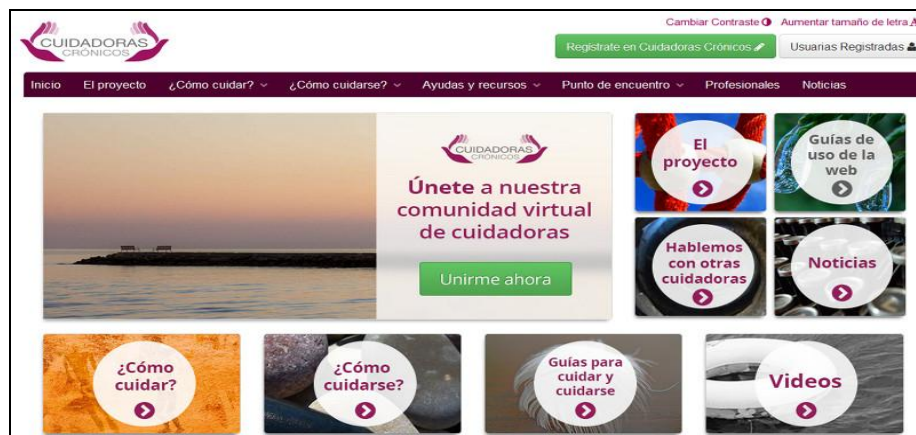 Cambiar Contraste Aumentar tamaño de letra A
CUIDADORAS
CRÓNICOS
Regístrate en Cuidadoras Crónicos Usuarias Registradas
Inicio El proyecto ¿Cómo cuidar? ¿Cómo cuidarse? Ayudas y recursos Punto de encuentro Profesionales Noticias
CUIDADORAS
CRÓNICOS
Únete a nuestra
comunidad virtual
de cuidadoras
Unirme ahora
El
proyecto
Guías de
uso de la
web
Hablemos
con otras
cuidadoras
Noticias
¿Cómo
cuidar?
¿Cómo
cuidarse?
Guías para
cuidar y
cuidarse
Videos